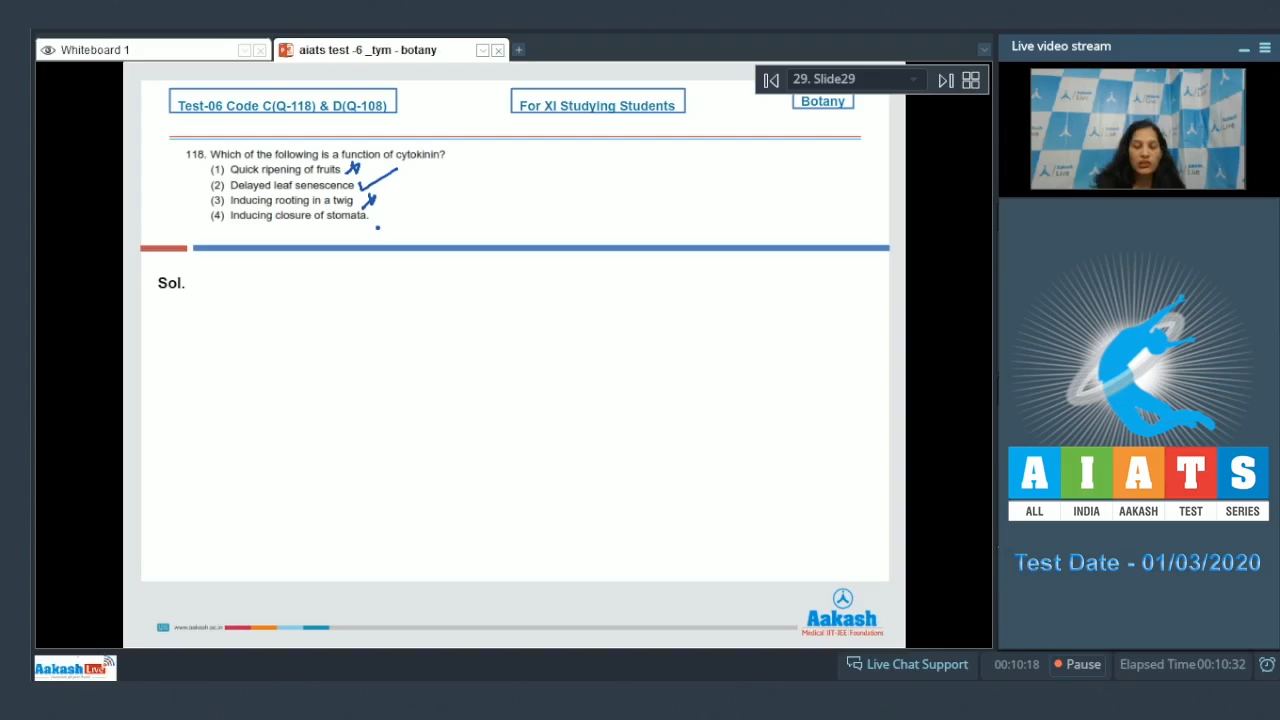 Whiteboard 1
aiats test -6 _tym - botany
29. Slide29
Live video stream
Test-06 Code C(Q-118) & D(Q-108)
For XI Studying Students
Botany
118. Which of the following is a function of cytokinin?
(1) Quick ripening of fruits
(2) Delayed leaf senescence
(3) Inducing rooting in a twig
(4) Inducing closure of stomata.
Sol.
A I A T S
ALL INDIA AAKASH TEST SERIES
Test Date - 01/03/2020
Aakash
Medical|IIT-JEE|Foundations
www.aakash.ac.in
Aakash Live
Live Chat Support
00:10:18
Pause
Elapsed Time 00:10:32